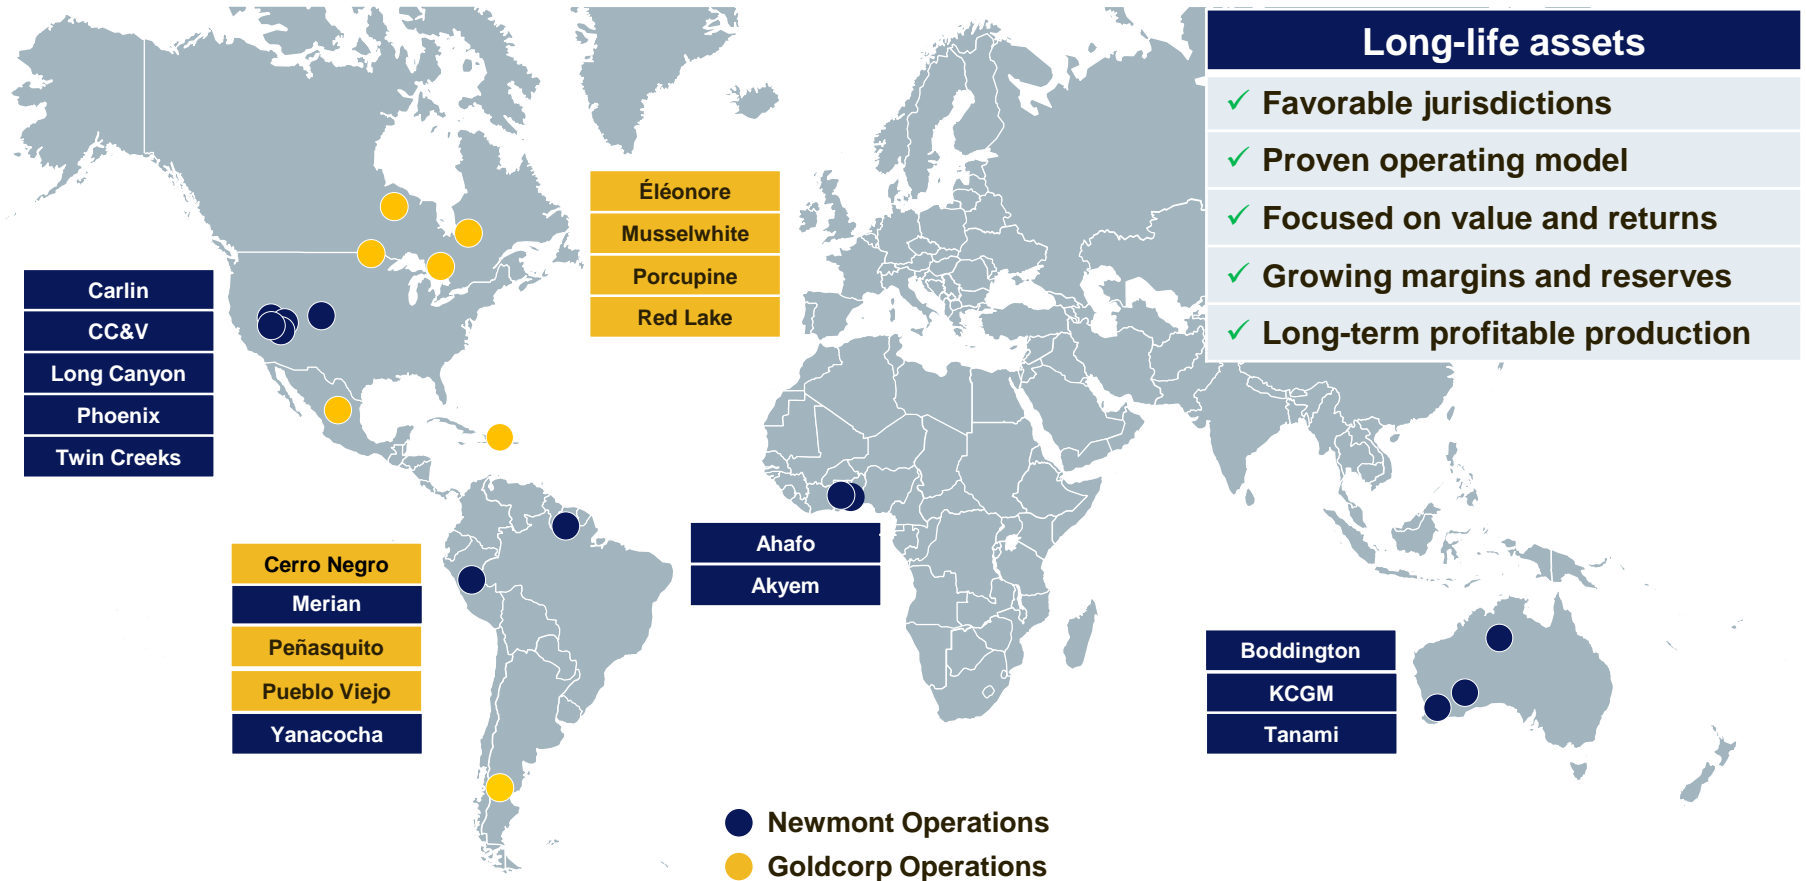 Long-life assets
✓ Favorable jurisdictions
✓ Proven operating model
✓ Focused on value and returns
✓ Growing margins and reserves
✓ Long-term profitable production
Éléonore
Musselwhite
Porcupine
Red Lake
Carlin
CC&V
Long Canyon
Phoenix
Twin Creeks
Cerro Negro
Merian
Peñasquito
Pueblo Viejo
Yanacocha
Ahafo
Akyem
Boddington
KCGM
Tanami
Newmont Operations
Goldcorp Operations